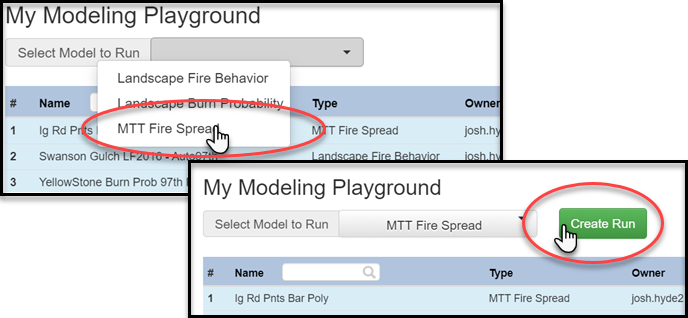 My Modeling Playground
Select Model to Run
Landscape Fire Behavior
Landscape Burn Probability
MTT Fire Spread
# Name Type Owner
1 Ig Rd Pnts MTT Fire Spread josh.hyde
2 Swanson Gulch LF2010 - Auto97th Landscape Fire Behavior josh.hy
3 YellowStone Burn Prob 97th
My Modeling Playground
Select Model to Run MTT Fire Spread Create Run
# Name Type Owner
1 Ig Rd Pnts Bar Poly MTT Fire Spread josh.hyde2